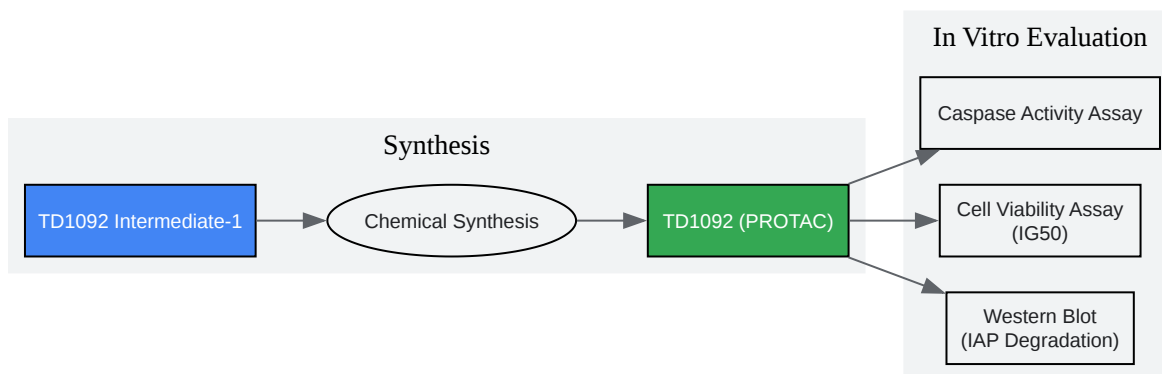 Synthesis
TD1092 Intermediate-1
Chemical Synthesis
TD1092 (PROTAC)
In Vitro Evaluation
Caspase Activity Assay
Cell Viability Assay
(IG50)
Western Blot
(IAP Degradation)